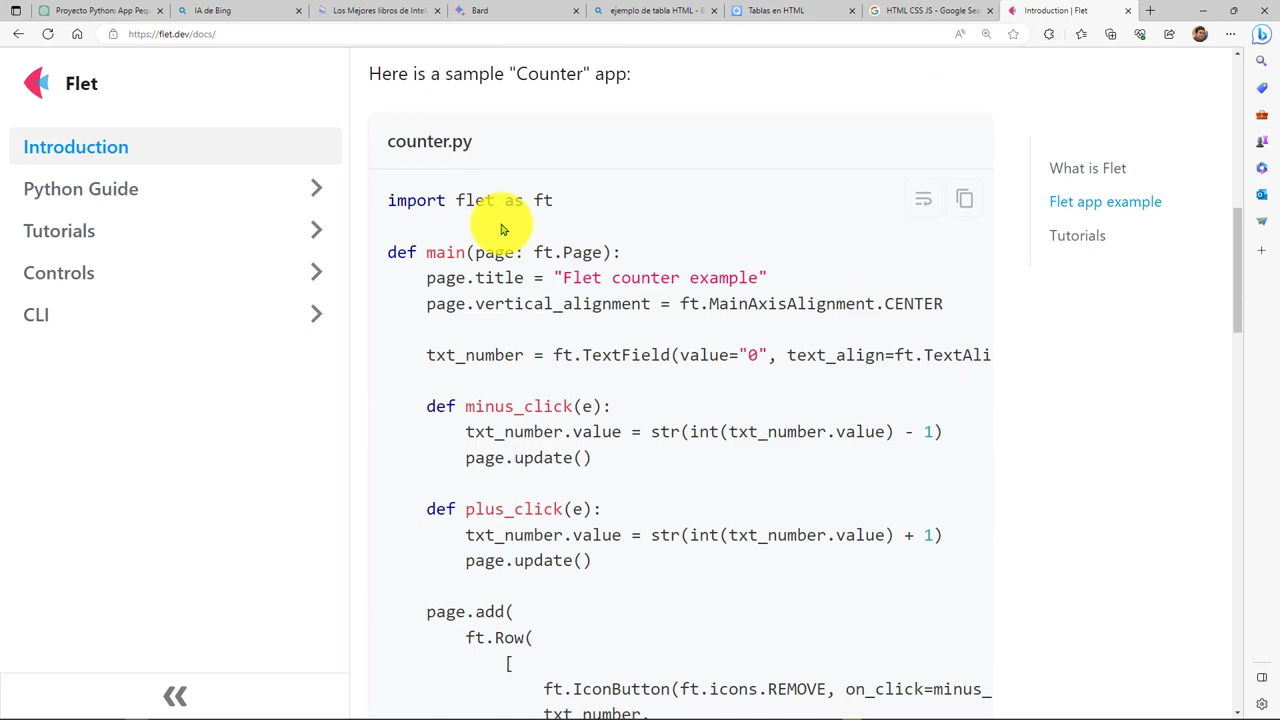 Proyecto Python: App Peq
IA de Bing
Los Mejores libros de Intel
Bard
ejemplo de tabla HTML - B
Tablas en HTML
HTML CSS JS - Google Sea
Introduction | Flet
https://flet.dev/docs/
Flet
Introduction
Python Guide
Tutorials
Controls
CLI
Here is a sample "Counter" app:
counter.py
import flet as ft
def main(page: ft.Page):
page.title = "Flet counter example"
page.vertical_alignment = ft.MainAxisAlignment.CENTER
txt_number = ft.TextField(value="0", text_align=ft.TextAli
def minus_click(e):
txt_number.value = str(int(txt_number.value) - 1)
page.update()
def plus_click(e):
txt_number.value = str(int(txt_number.value) + 1)
page.update()
page.add(
ft.Row(
[
ft.IconButton(ft.icons.REMOVE, on_click=minus_
txt_number,
What is Flet
Flet app example
Tutorials